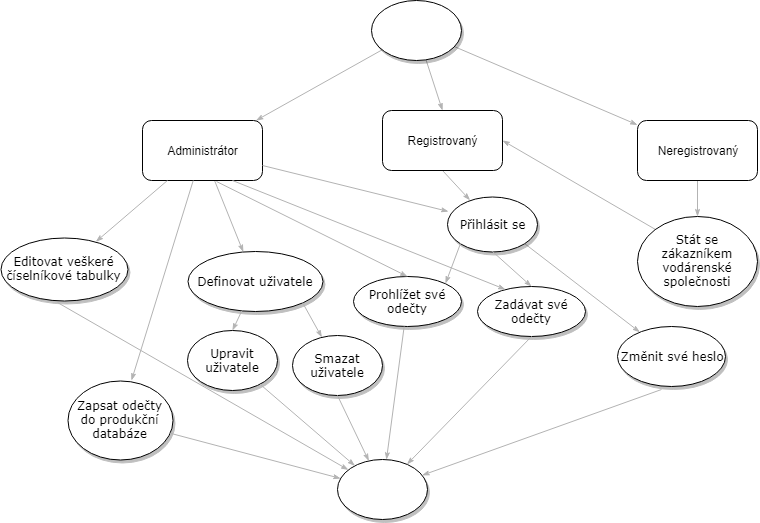 Administrátor
Registrovaný
Neregistrovaný
Přihlásit se
Stát se
zákazníkem
vodárenské
společnosti
Editovat veškeré
číselníkové tabulky
Definovat uživatele
Prohlížet své
odečty
Zadávat své
odečty
Upravit
uživatele
Smazat
uživatele
Změnit své heslo
Zapsat odečty
do produkční
databáze